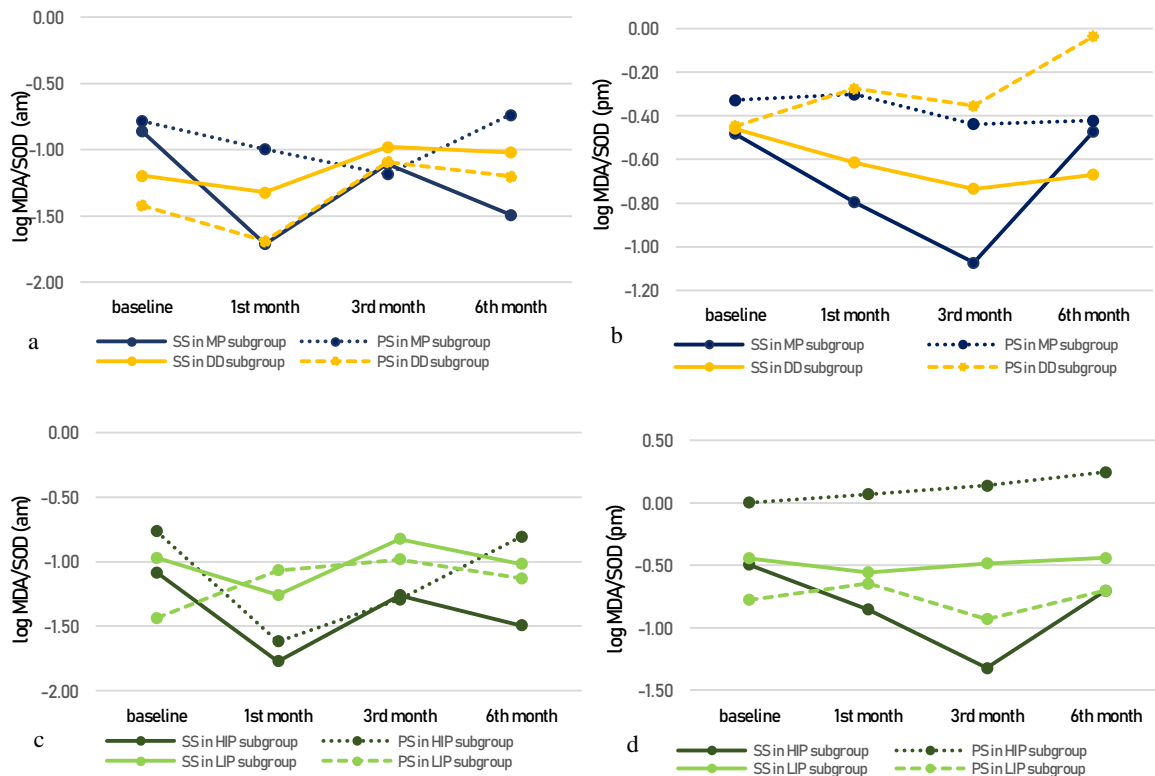 0.00
-0.50
-1.00
-1.50
-2.00
log MDA/SOD (am)
baseline 1st month 3rd month 6th month
a
SS in MP subgroup PS in MP subgroup
SS in DD subgroup PS in DD subgroup
0.00
-0.20
-0.40
-0.60
-0.80
-1.00
-1.20
log MDA/SOD (pm)
baseline 1st month 3rd month 6th month
b
SS in MP subgroup PS in MP subgroup
SS in DD subgroup PS in DD subgroup
0.00
-0.50
-1.00
-1.50
-2.00
log MDA/SOD (am)
baseline 1st month 3rd month 6th month
c
SS in HIP subgroup PS in HIP subgroup
SS in LIP subgroup PS in LIP subgroup
0.50
0.00
-0.50
-1.00
-1.50
log MDA/SOD (pm)
baseline 1st month 3rd month 6th month
d
SS in HIP subgroup PS in HIP subgroup
SS in LIP subgroup PS in LIP subgroup